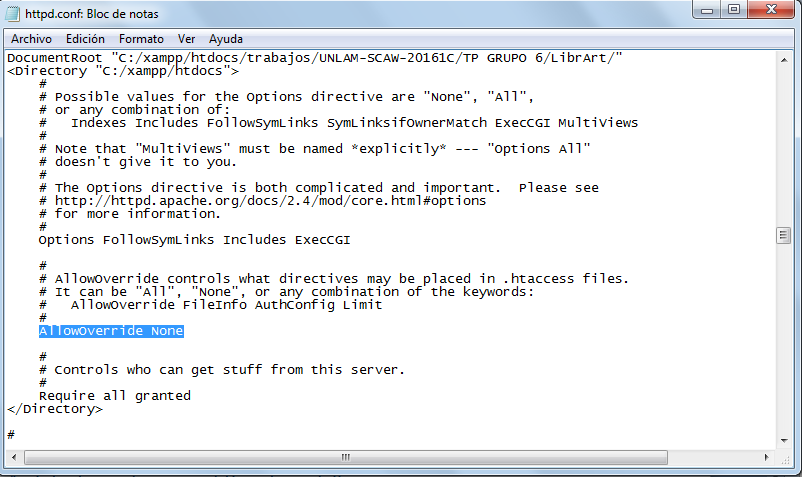 httpd.conf: Bloc de notas
Archivo Edición Formato Ver Ayuda
DocumentRoot "C:/xampp/htdocs/trabajos/UNLAM-SCAW-20161C/TP GRUPO 6/LibrArt/"
<Directory "C:/xampp/htdocs">
    #
    # Possible values for the Options directive are "None", "All",
    # or any combination of:
    #   Indexes Includes FollowSymLinks SymLinksifOwnerMatch ExecCGI MultiViews
    #
    # Note that "MultiViews" must be named *explicitly* --- "Options All"
    # doesn't give it to you.
    #
    # The Options directive is both complicated and important.  Please see
    # http://httpd.apache.org/docs/2.4/mod/core.html#options
    # for more information.
    #
    Options FollowSymLinks Includes ExecCGI
    #
    # AllowOverride controls what directives may be placed in .htaccess files.
    # It can be "All", "None", or any combination of the keywords:
    #   AllowOverride FileInfo AuthConfig Limit
    #
    AllowOverride None
    #
    # Controls who can get stuff from this server.
    #
    Require all granted
</Directory>
#